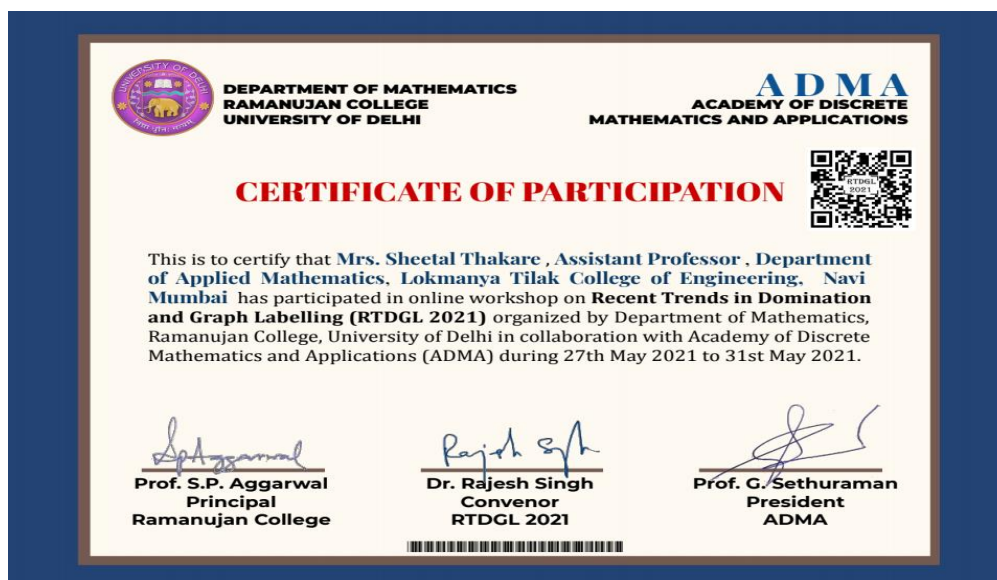 UNIVERSITY OF DELHI
DEPARTMENT OF MATHEMATICS
RAMANUJAN COLLEGE
UNIVERSITY OF DELHI
A D M A
ACADEMY OF DISCRETE
MATHEMATICS AND APPLICATIONS
RTDGL
2021
CERTIFICATE OF PARTICIPATION
This is to certify that Mrs. Sheetal Thakare , Assistant Professor , Department
of Applied Mathematics, Lokmanya Tilak College of Engineering, Navi
Mumbai has participated in online workshop on Recent Trends in Domination
and Graph Labelling (RTDGL 2021) organized by Department of Mathematics,
Ramanujan College, University of Delhi in collaboration with Academy of Discrete
Mathematics and Applications (ADMA) during 27th May 2021 to 31st May 2021.
SpAggarwal
Rajesh Singh
Prof. S.P. Aggarwal
Principal
Ramanujan College
Dr. Rajesh Singh
Convenor
RTDGL 2021
Prof. G. Sethuraman
President
ADMA